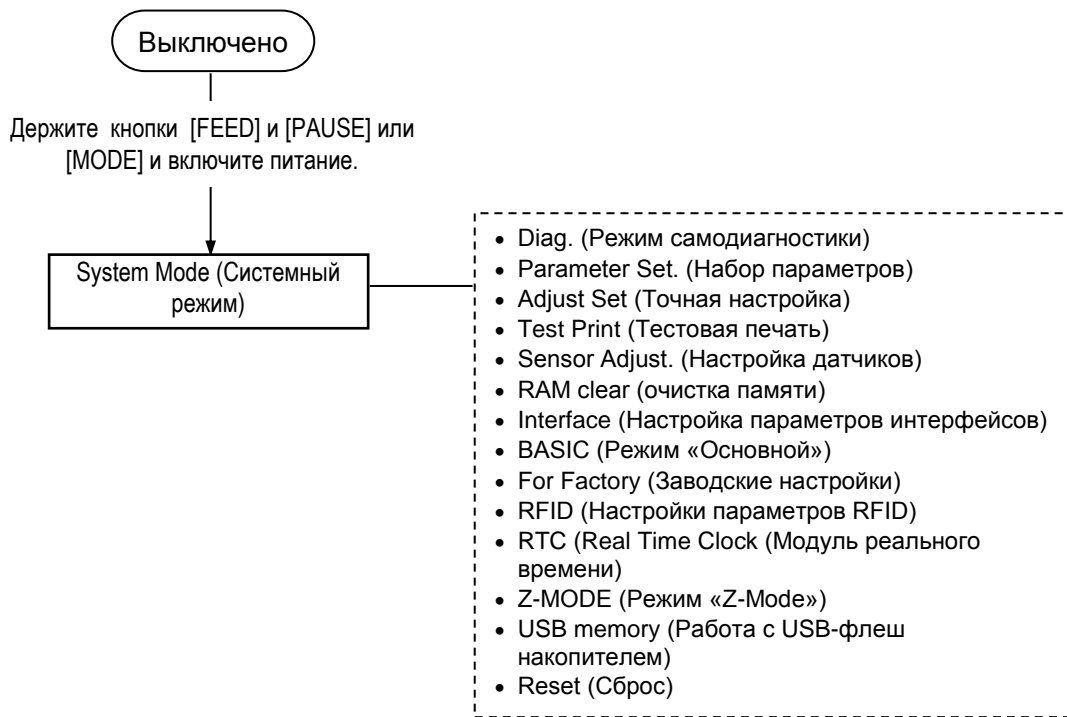 Выключено
Держите кнопки [FEED] и [PAUSE] или
[MODE] и включите питание.
System Mode (Системный
режим)
• Diag. (Режим самодиагностики)
• Parameter Set. (Набор параметров)
• Adjust Set (Точная настройка)
• Test Print (Тестовая печать)
• Sensor Adjust. (Настройка датчиков)
• RAM clear (очистка памяти)
• Interface (Настройка параметров интерфейсов)
• BASIC (Режим «Основной»)
• For Factory (Заводские настройки)
• RFID (Настройки параметров RFID)
• RTC (Real Time Clock (Модуль реального
времени)
• Z-MODE (Режим «Z-Mode»)
• USB memory (Работа с USB-флеш
накопителем)
• Reset (Сброс)